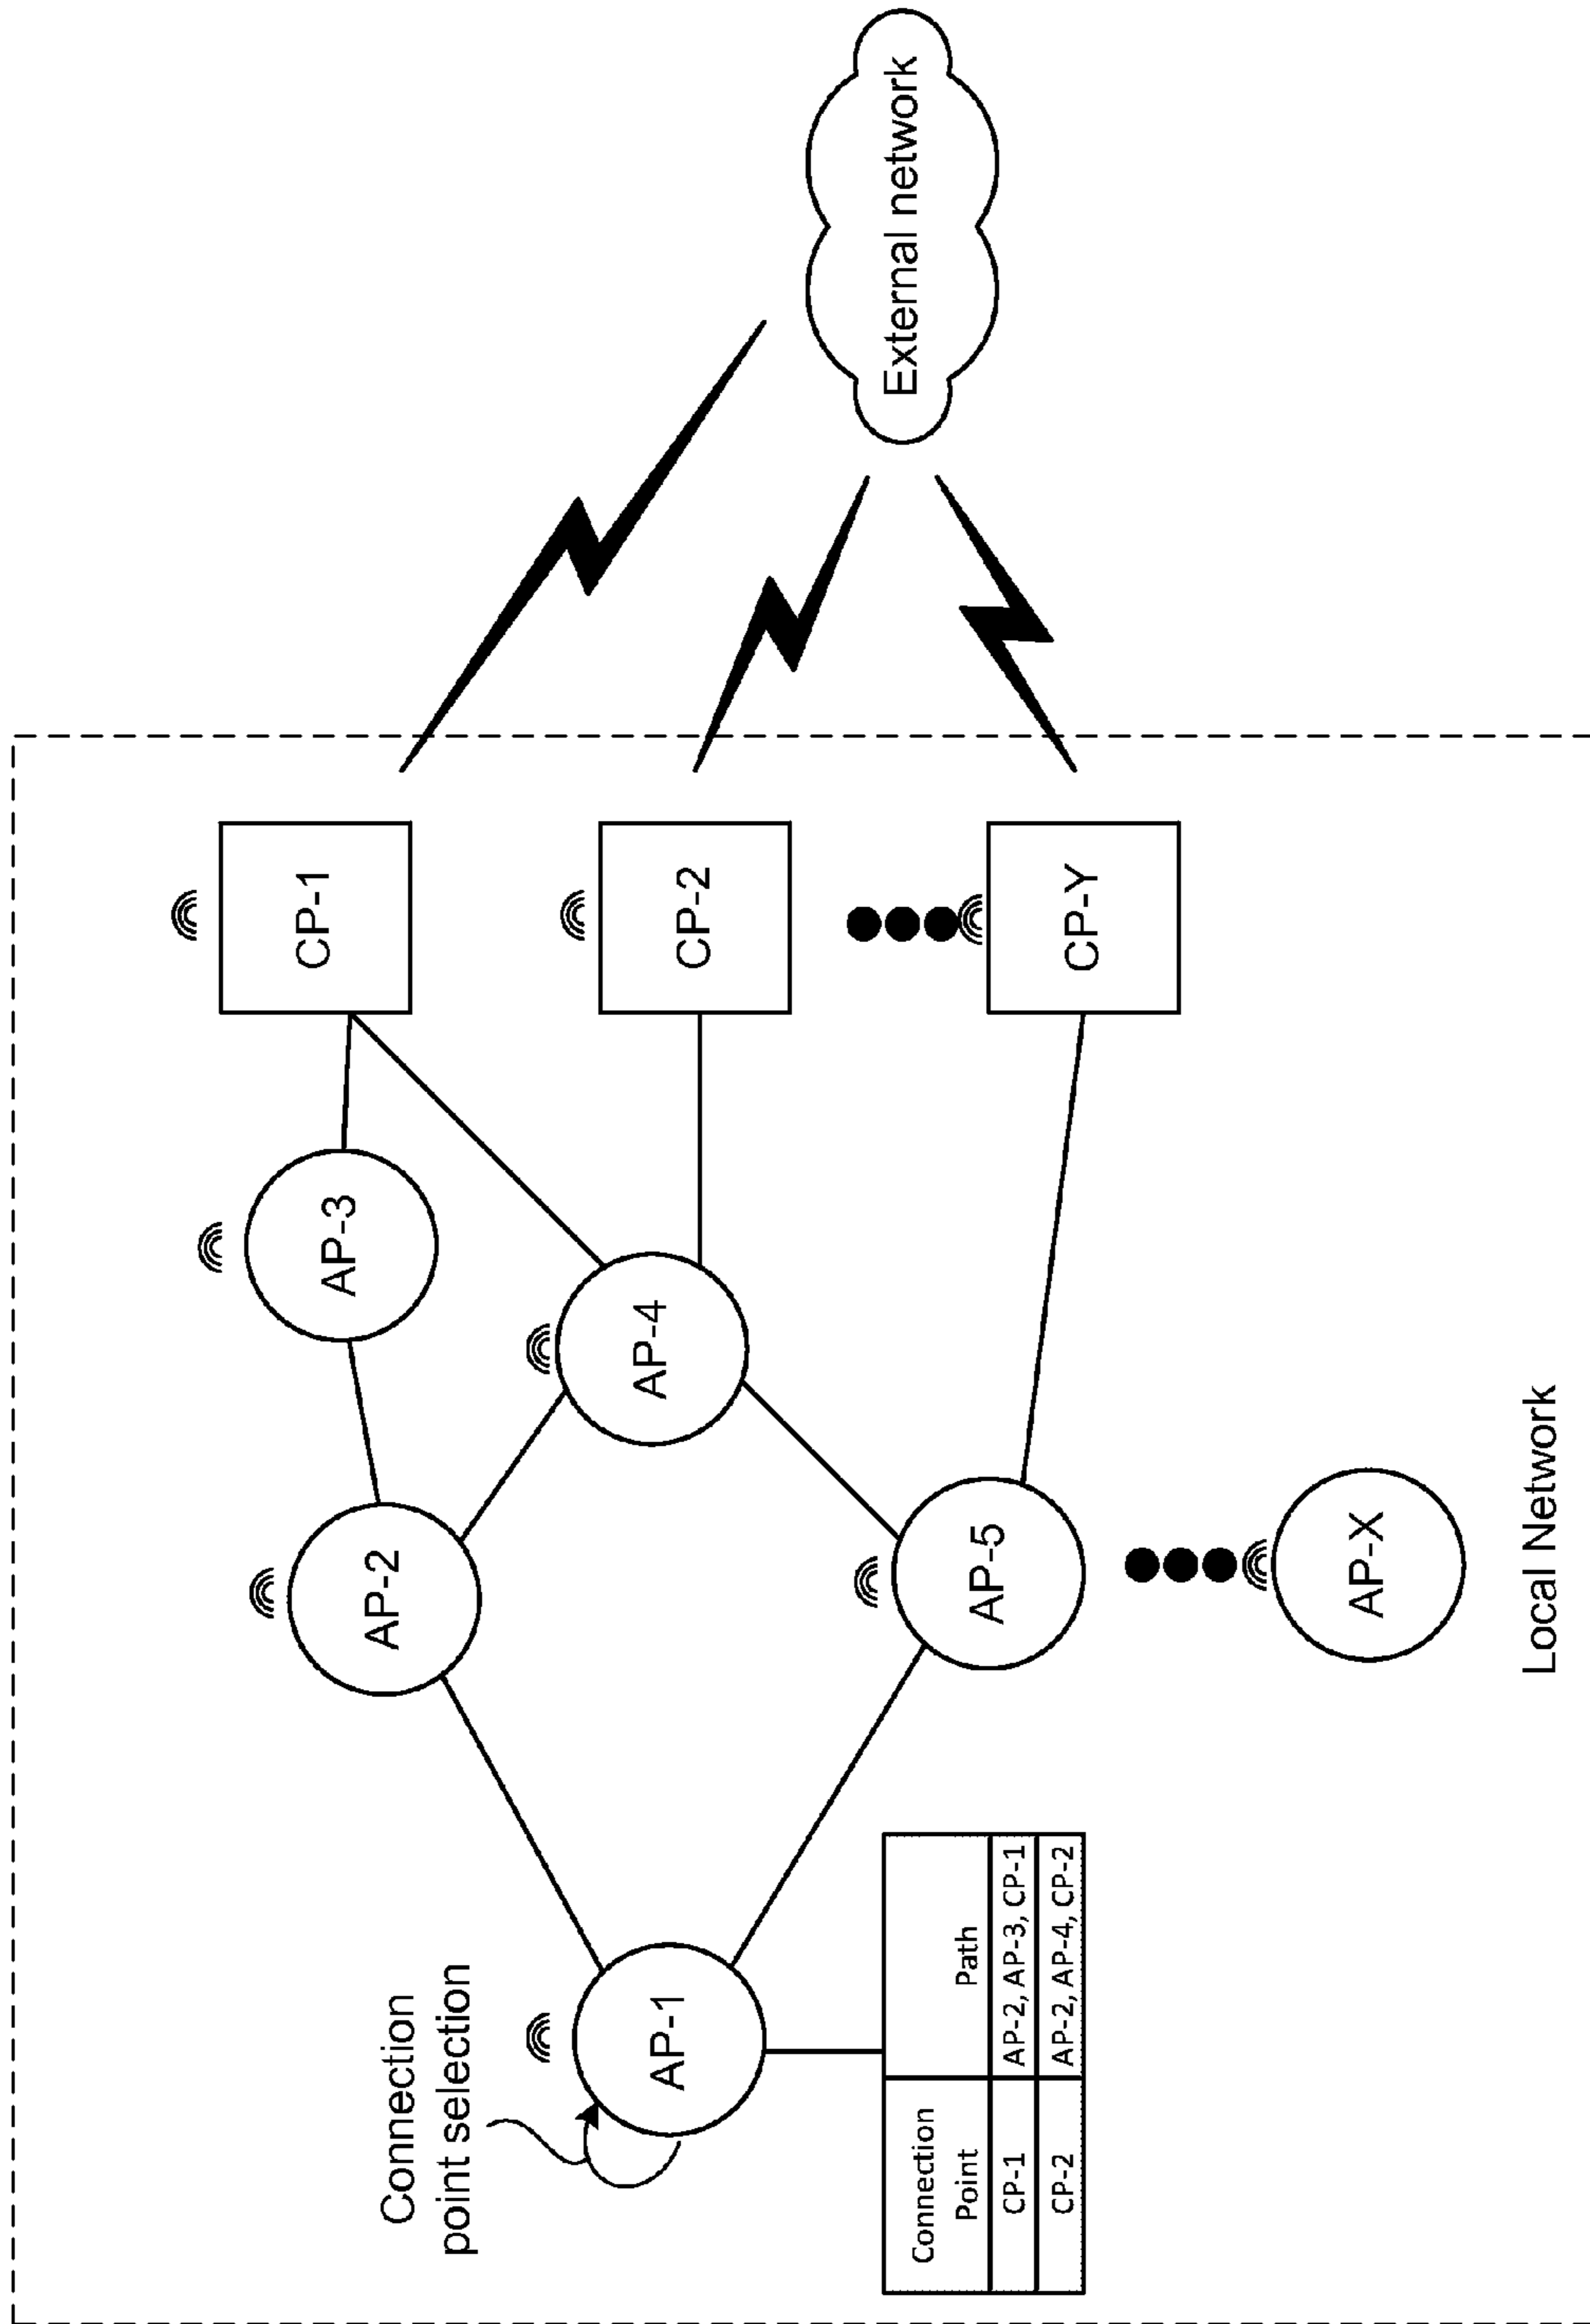 Connection
point selection
AP-1
AP-2
AP-3
AP-4
AP-5
AP-X
CP-1
CP-2
CP-Y
External network
Connection Point Path
CP-1 AP-2, AP-3, CP-1
CP-2 AP-2, AP-4, CP-2
Local Network